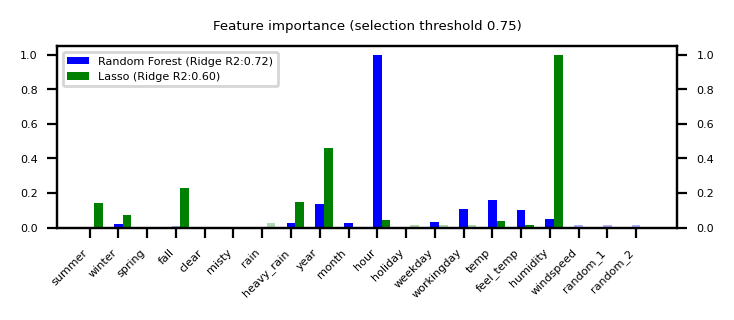 Feature importance (selection threshold 0.75)
Random Forest (Ridge R2:0.72)
Lasso (Ridge R2:0.60)
1.0
0.8
0.6
0.4
0.2
0.0
1.0
0.8
0.6
0.4
0.2
0.0
summer
winter
spring
fall
clear
misty
rain
heavy_rain
year
month
hour
holiday
weekday
workingday
temp
feel_temp
humidity
windspeed
random_1
random_2